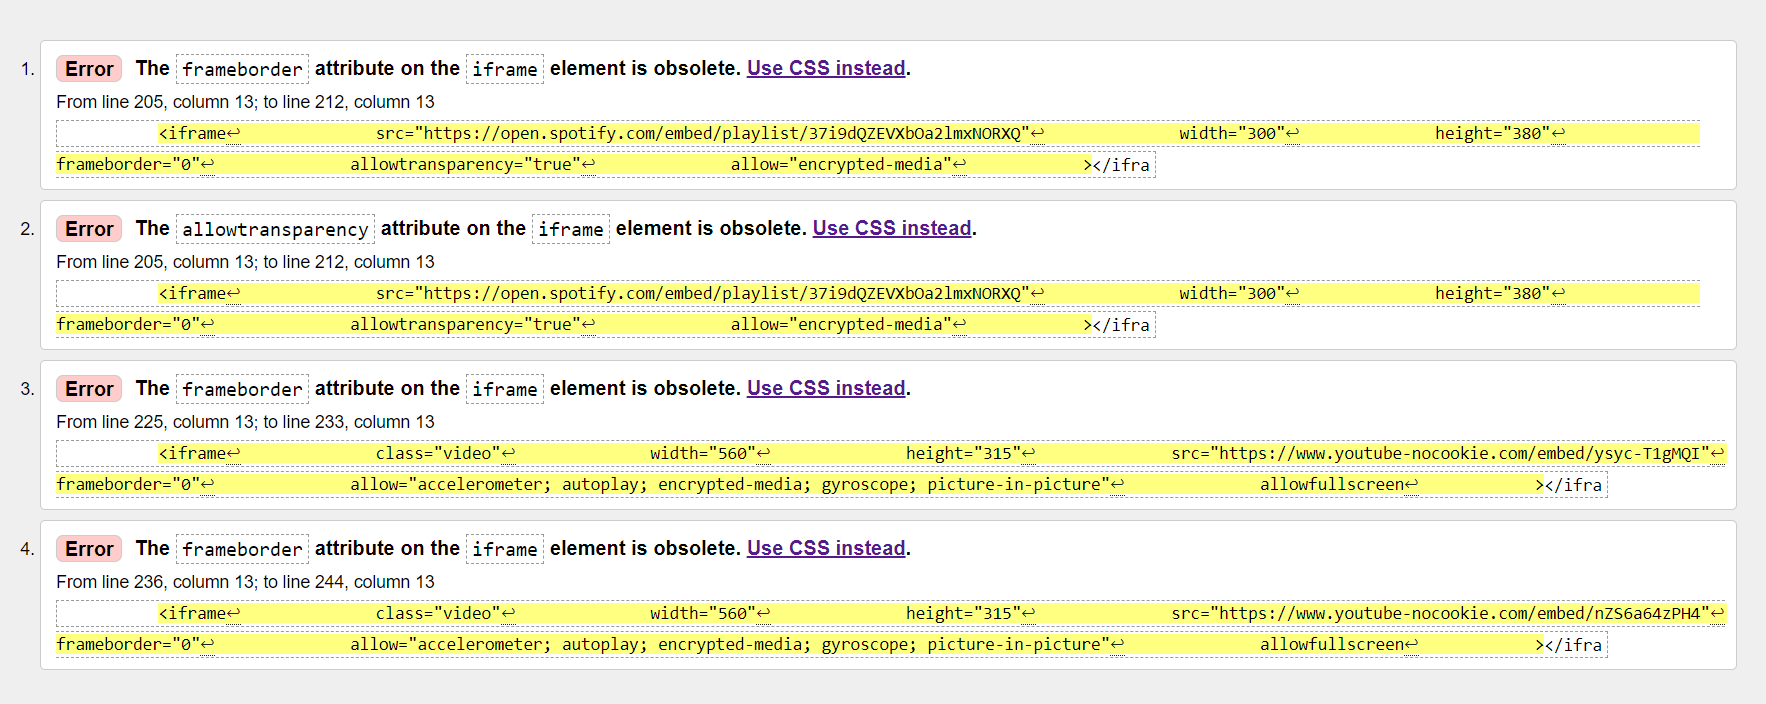 1. Error The frameborder attribute on the iframe element is obsolete. Use CSS instead.
From line 205, column 13; to line 212, column 13
<iframe↩ src="https://open.spotify.com/embed/playlist/37i9dQZEVXbOa2lmxNORXQ"↩ width="300"↩ height="380"↩
frameborder="0"↩ allowtransparency="true"↩ allow="encrypted-media"↩ ></ifra
2. Error The allowtransparency attribute on the iframe element is obsolete. Use CSS instead.
From line 205, column 13; to line 212, column 13
<iframe↩ src="https://open.spotify.com/embed/playlist/37i9dQZEVXbOa2lmxNORXQ"↩ width="300"↩ height="380"↩
frameborder="0"↩ allowtransparency="true"↩ allow="encrypted-media"↩ ></ifra
3. Error The frameborder attribute on the iframe element is obsolete. Use CSS instead.
From line 225, column 13; to line 233, column 13
<iframe↩ class="video"↩ width="560"↩ height="315"↩ src="https://www.youtube-nocookie.com/embed/ysyc-T1gMQI"↩
frameborder="0"↩ allow="accelerometer; autoplay; encrypted-media; gyroscope; picture-in-picture"↩ allowfullscreen↩ ></ifra
4. Error The frameborder attribute on the iframe element is obsolete. Use CSS instead.
From line 236, column 13; to line 244, column 13
<iframe↩ class="video"↩ width="560"↩ height="315"↩ src="https://www.youtube-nocookie.com/embed/nZS6a64zPH4"↩
frameborder="0"↩ allow="accelerometer; autoplay; encrypted-media; gyroscope; picture-in-picture"↩ allowfullscreen↩ ></ifra